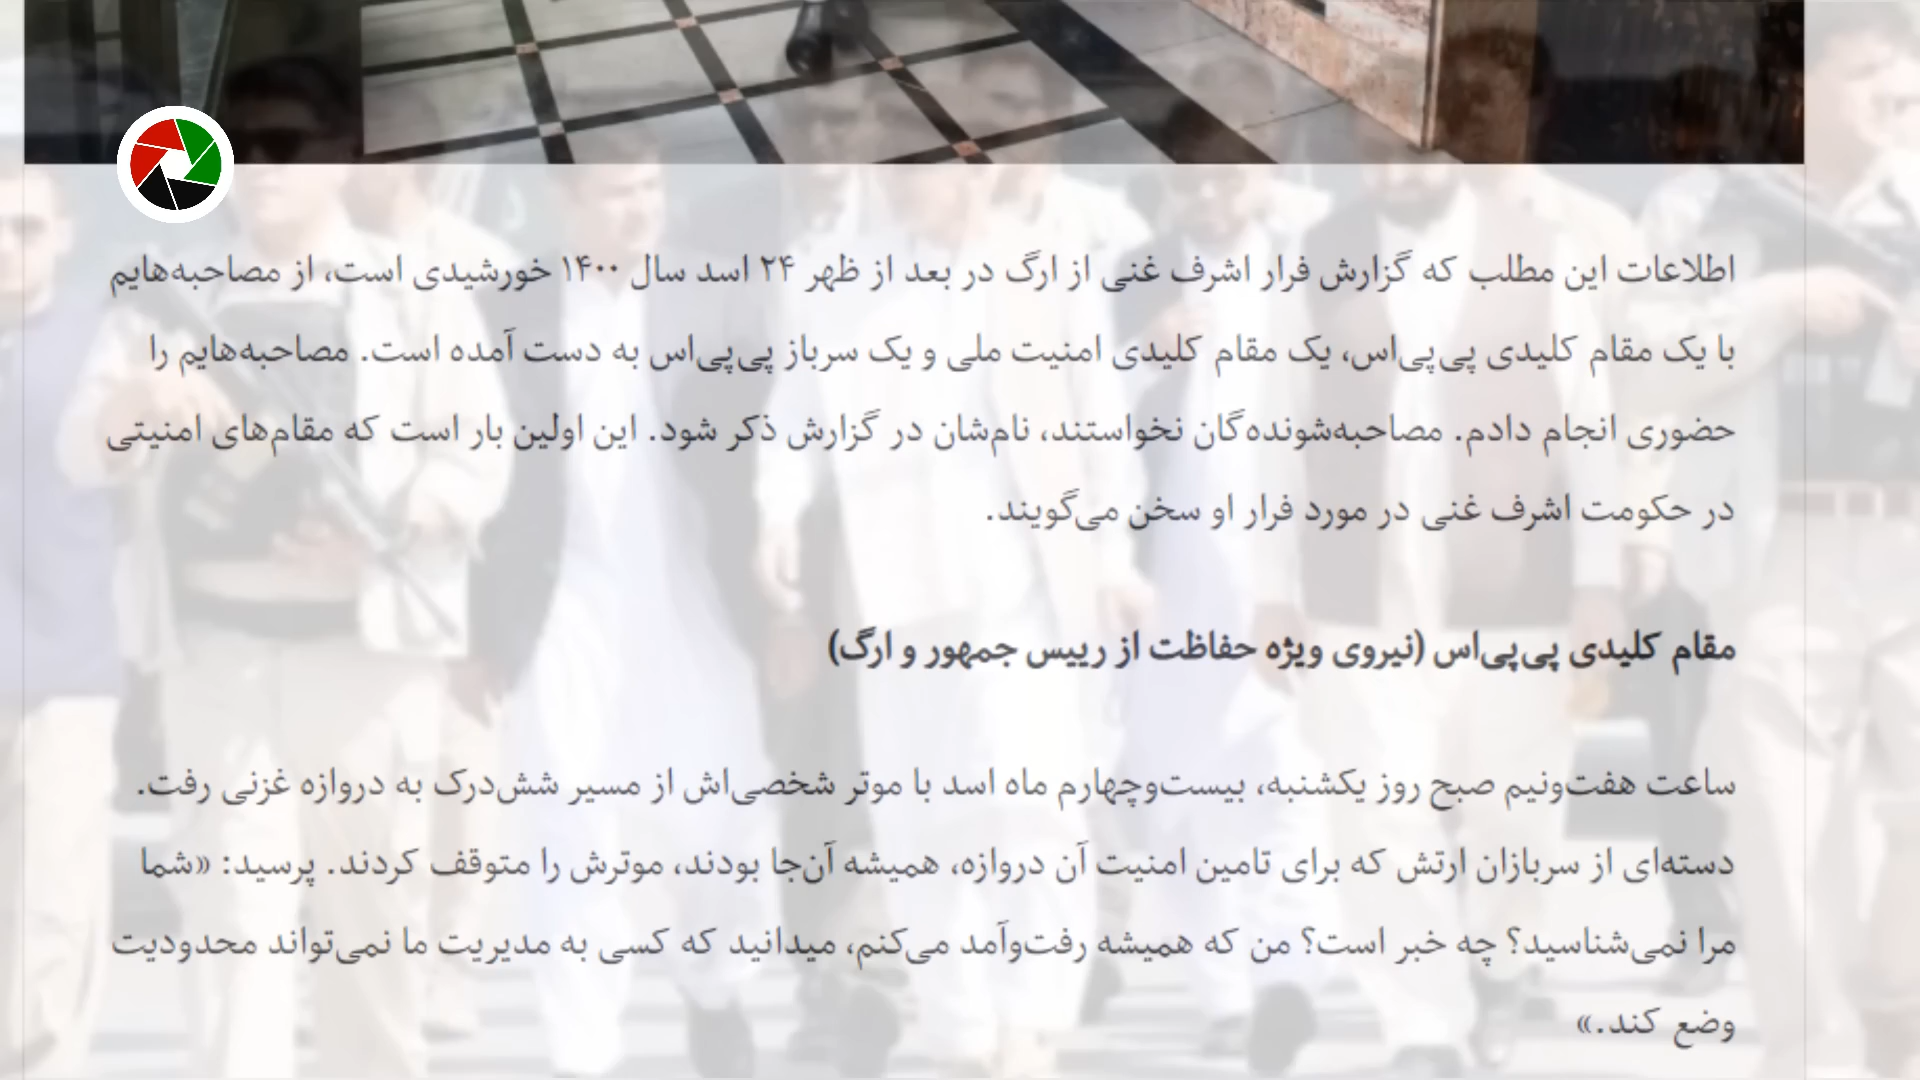 اطلاعات این مطلب که گزارش فرار اشرف غنی از ارگ در بعد از ظهر ۲۴ اسد سال ۱۴۰۰ خورشیدی است، از مصاحبه‌هایم
با یک مقام کلیدی پی‌پی‌اس، یک مقام کلیدی امنیت ملی و یک سرباز پی‌پی‌اس به دست آمده است. مصاحبه‌هایم را
حضوری انجام دادم. مصاحبه‌شونده‌گان نخواستند، نام‌شان در گزارش ذکر شود. این اولین بار است که مقام‌های امنیتی
در حکومت اشرف غنی در مورد فرار او سخن می‌گویند.
مقام کلیدی پی‌پی‌اس (نیروی ویژه حفاظت از رییس جمهور و ارگ)
ساعت هفت‌ونیم صبح روز یکشنبه، بیست‌وچهارم ماه اسد با موتر شخصی‌اش از مسیر شش‌درک به دروازه غزنی رفت.
دسته‌ای از سربازان ارتش که برای تامین امنیت آن دروازه، همیشه آن‌جا بودند، موترش را متوقف کردند. پرسید: «شما
مرا نمی‌شناسید؟ چه خبر است؟ من که همیشه رفت‌وآمد می‌کنم، میدانید که کسی به مدیریت ما نمی‌تواند محدودیت
وضع کند.»